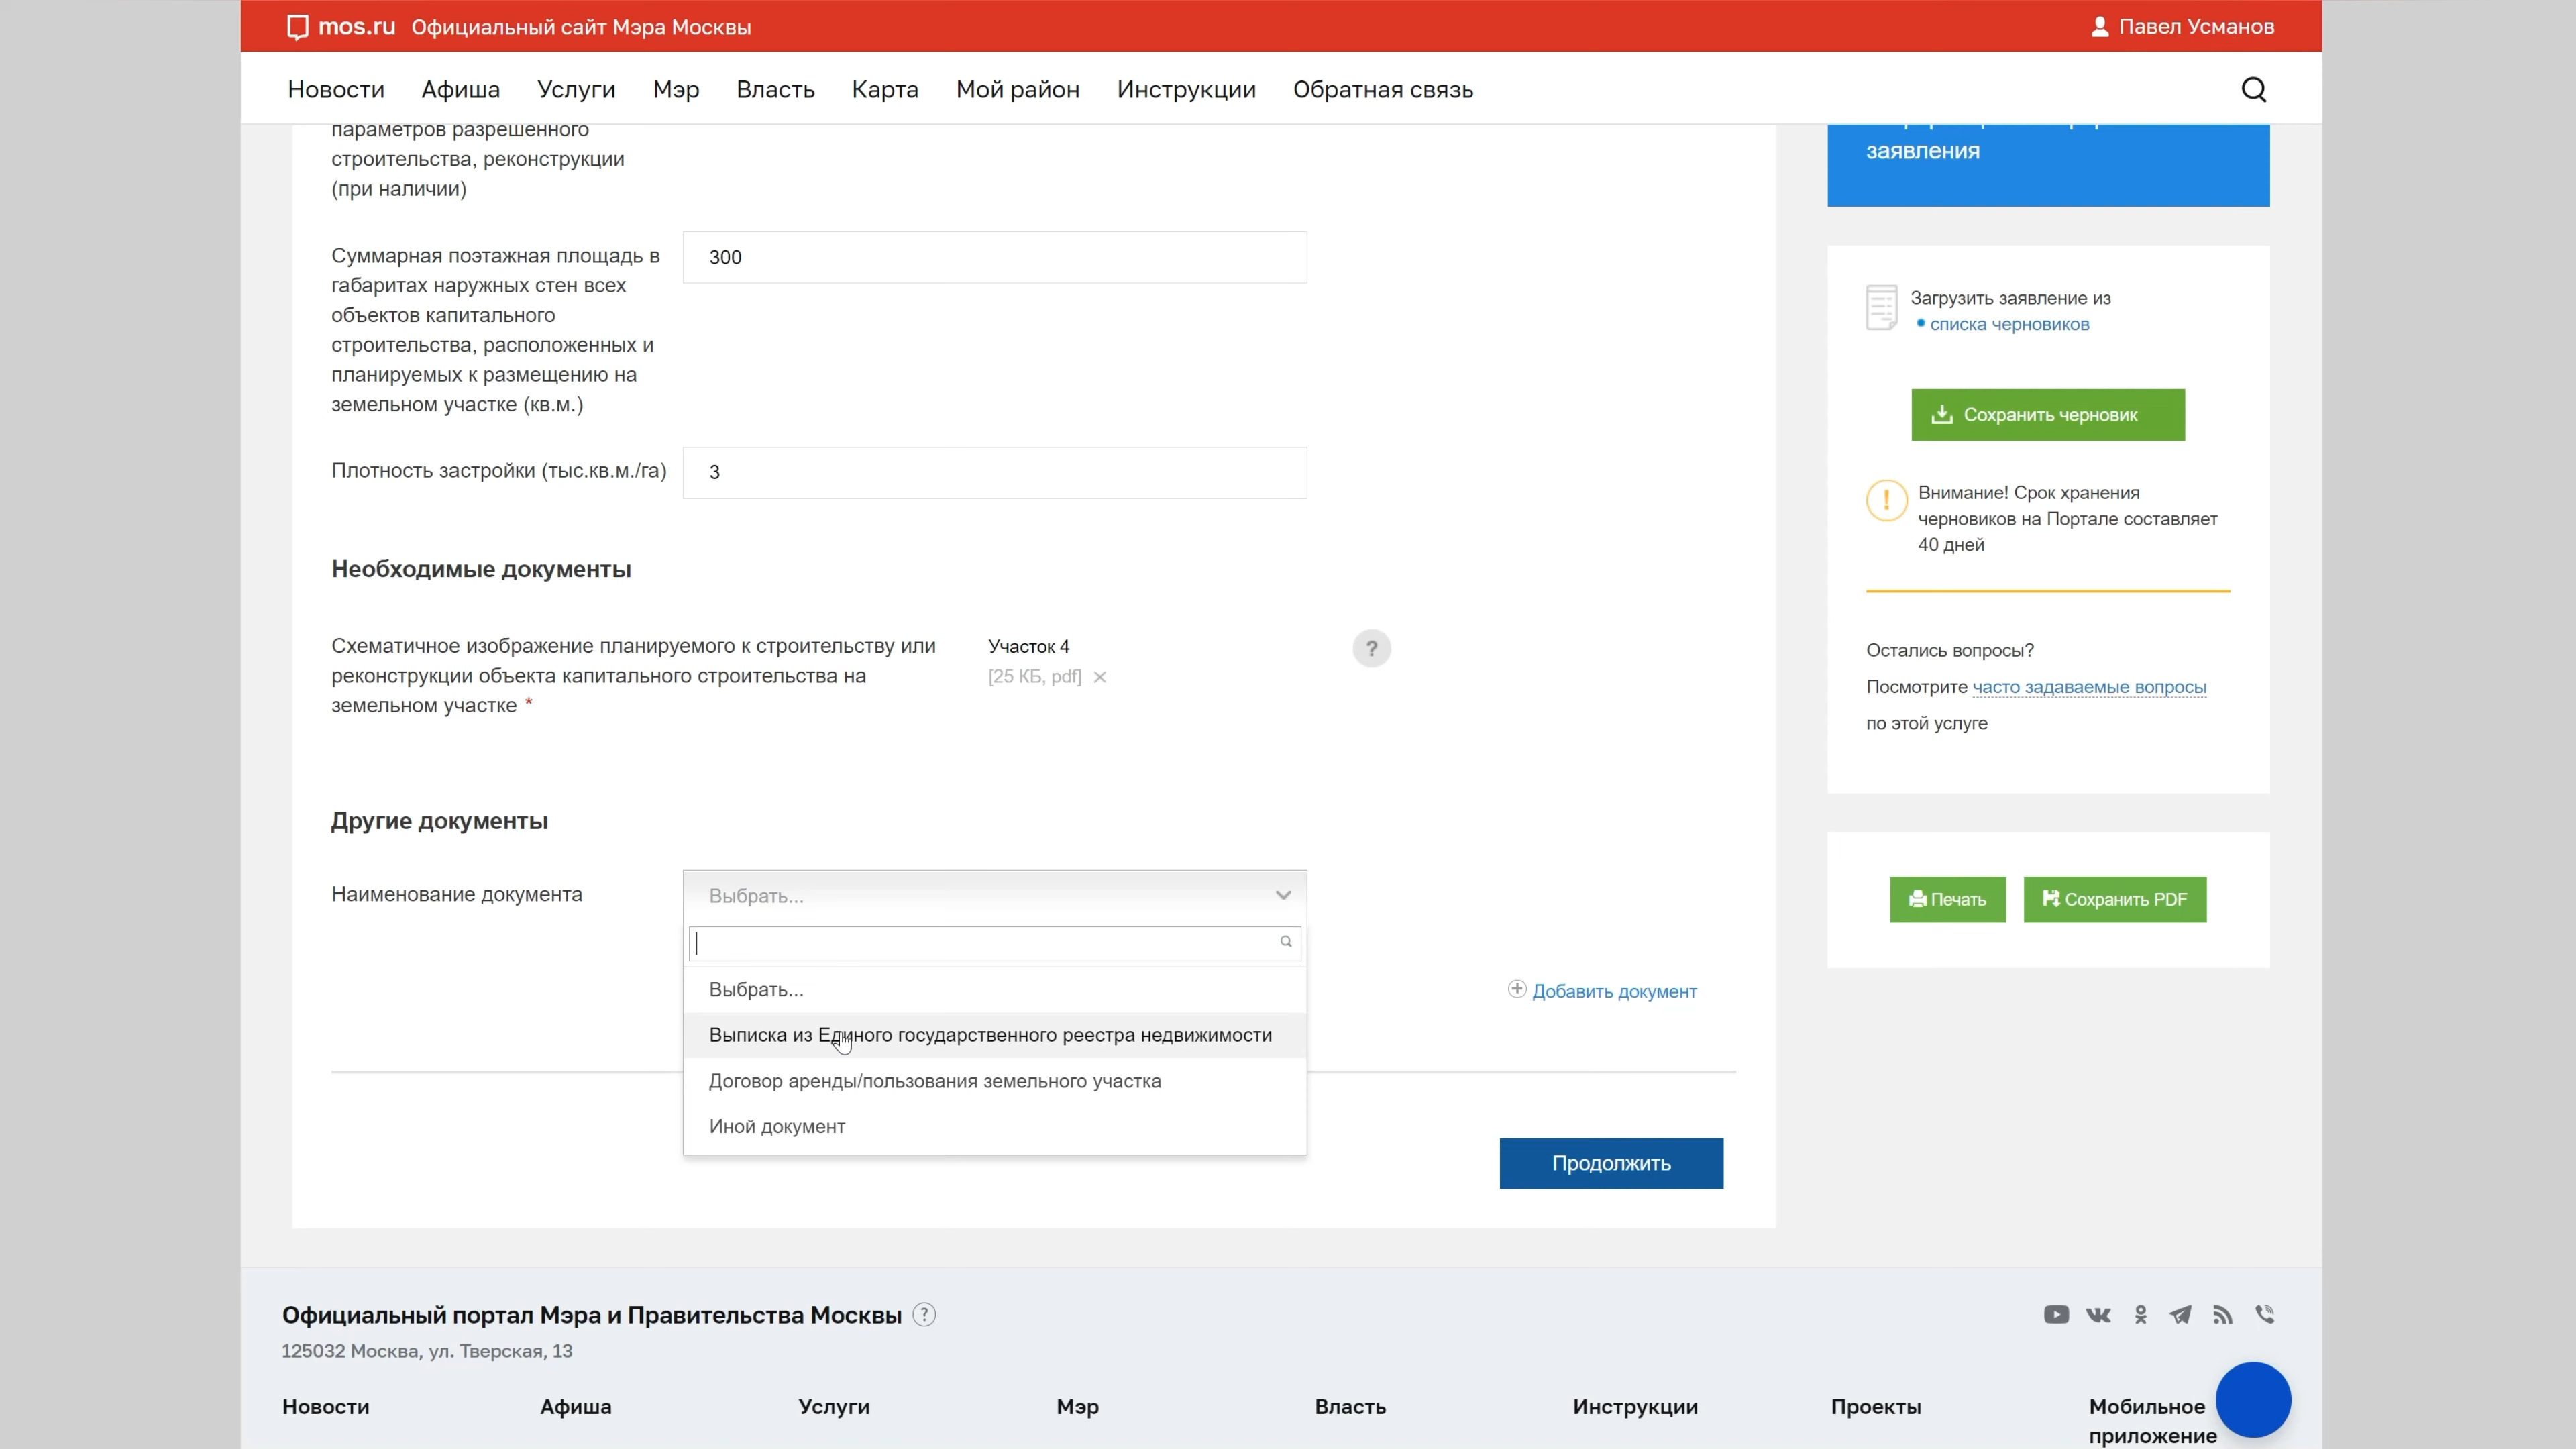 mos.ru Официальный сайт Мэра Москвы
Павел Усманов
Новости Афиша Услуги Мэр Власть Карта Мой район Инструкции Обратная связь
параметров разрешенного
строительства, реконструкции
(при наличии)
Суммарная поэтажная площадь в
габаритах наружных стен всех
объектов капитального
строительства, расположенных и
планируемых к размещению на
земельном участке (кв.м.)
300
Плотность застройки (тыс.кв.м./га)
3
Необходимые документы
Схематичное изображение планируемого к строительству или
реконструкции объекта капитального строительства на
земельном участке *
Участок 4
[25 КБ, pdf] ×
?
Другие документы
Наименование документа
Выбрать...
Выбрать...
Выписка из Единого государственного реестра недвижимости
Договор аренды/пользования земельного участка
Иной документ
Добавить документ
Продолжить
заявления
Загрузить заявление из
• списка черновиков
Сохранить черновик
! Внимание! Срок хранения
черновиков на Портале составляет
40 дней
Остались вопросы?
Посмотрите часто задаваемые вопросы
по этой услуге
Печать
Сохранить PDF
Официальный портал Мэра и Правительства Москвы ?
125032 Москва, ул. Тверская, 13
Новости Афиша Услуги Мэр Власть Инструкции Проекты Мобильное
приложение